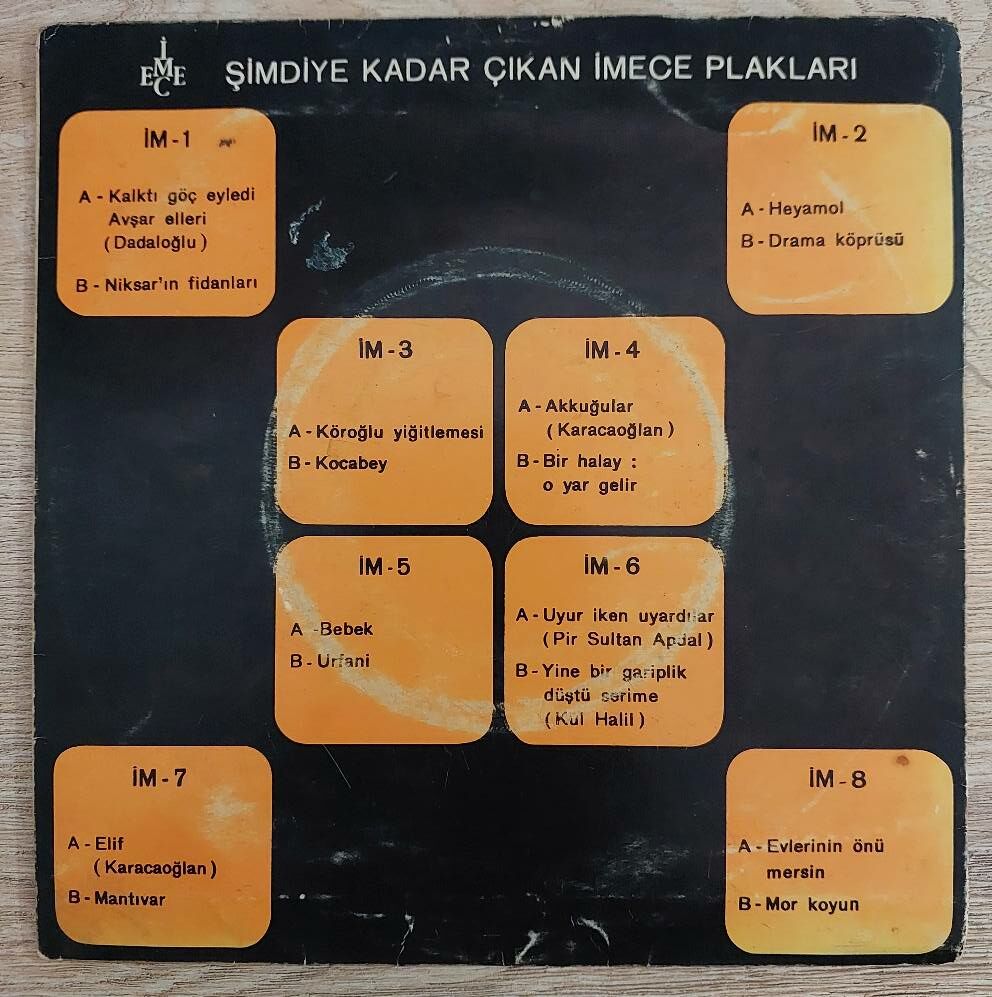 İMECE
ŞİMDİYE KADAR ÇIKAN İMECE PLAKLARI
İM-1
A - Kalktı göç eyledi
Avşar elleri
(Dadaloğlu)
B - Niksar'ın fidanları
İM-2
A - Heyamol
B - Drama köprüsü
İM-3
A - Köroğlu yiğitlemesi
B - Kocabey
İM-4
A - Akkuğular
(Karacaoğlan)
B - Bir halay :
o yar gelir
İM-5
A - Bebek
B - Urfani
İM-6
A - Uyur iken uyardılar
(Pir Sultan Apdal)
B - Yine bir gariplik
düştü serime
(Kul Halil)
İM-7
A - Elif
(Karacaoğlan)
B - Mantıvar
İM-8
A - Evlerinin önü
mersin
B - Mor koyun